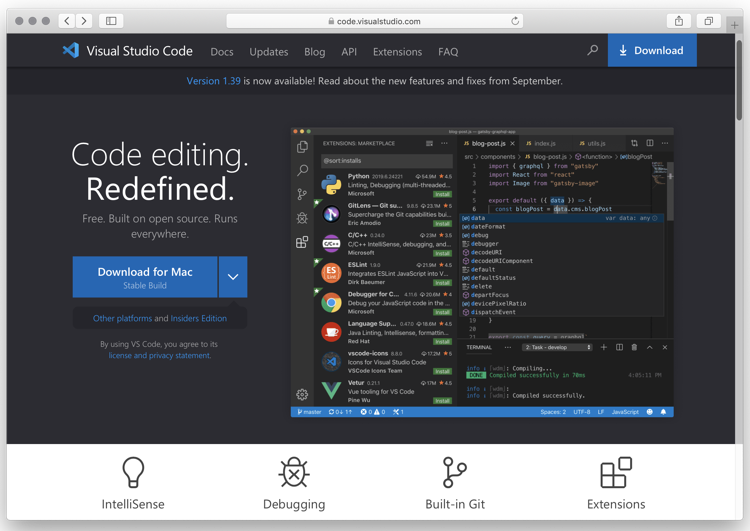 code.visualstudio.com
Visual Studio Code
Docs
Updates
Blog
API
Extensions
FAQ
Download
Version 1.39 is now available! Read about the new features and fixes from September.
Code editing.
Redefined.
Free. Built on open source. Runs
everywhere.
Download for Mac
Stable Build
Other platforms and Insiders Edition
By using VS Code, you agree to its
license and privacy statement.
blog-post.js — gatsby-graphql-app
EXTENSIONS: MARKETPLACE
@sort:installs
Python 2019.6.24221 54.9M 4.5
Linting, Debugging (multi-threaded...
Microsoft
Install
GitLens — Git su... 9.8.5 23.1M 5
Supercharge the Git capabilities buil...
Eric Amodio
Install
C/C++ 0.24.0 23M 3.5
C/C++ IntelliSense, debugging, and...
Microsoft
Install
ESLint 1.9.0 21.9M 4.5
Integrates ESLint JavaScript into V...
Dirk Baeumer
Install
Debugger for C... 4.11.6 20.6M 4
Debug your JavaScript code in the...
Microsoft
Install
Language Sup... 0.47.0 18.6M 4.5
Java Linting, Intellisense, formattin...
Red Hat
Install
vscode-icons 8.8.0 17.2M 5
Icons for Visual Studio Code
VSCode Icons Team
Install
Vetur 0.21.1 17M 4.5
Vue tooling for VS Code
Pine Wu
Install
blog-post.js
index.js
utils.js
src > components > blog-post.js > <function> > blogPost
1 import { graphql } from "gatsby"
2 import React from "react"
3 import Image from "gatsby-image"
4
5 export default ({ data }) => {
6 const blogPost = data.cms.blogPost
data var data: any
dateFormat
debug
debugger
decodeURI
decodeURIComponent
default
defaultStatus
delete
departFocus
devicePixelRatio
dispatchEvent
19 }
20
21 export const query = graphql
TERMINAL
2: Task - develop
info : [wdm]: Compiling...
DONE Compiled successfully in 70ms 4:05:11 PM
info : [wdm]:
info : [wdm]: Compiled successfully.
master 0↓ 1↑ 0 0 1
Spaces: 2 UTF-8 LF JavaScript
IntelliSense
Debugging
Built-in Git
Extensions